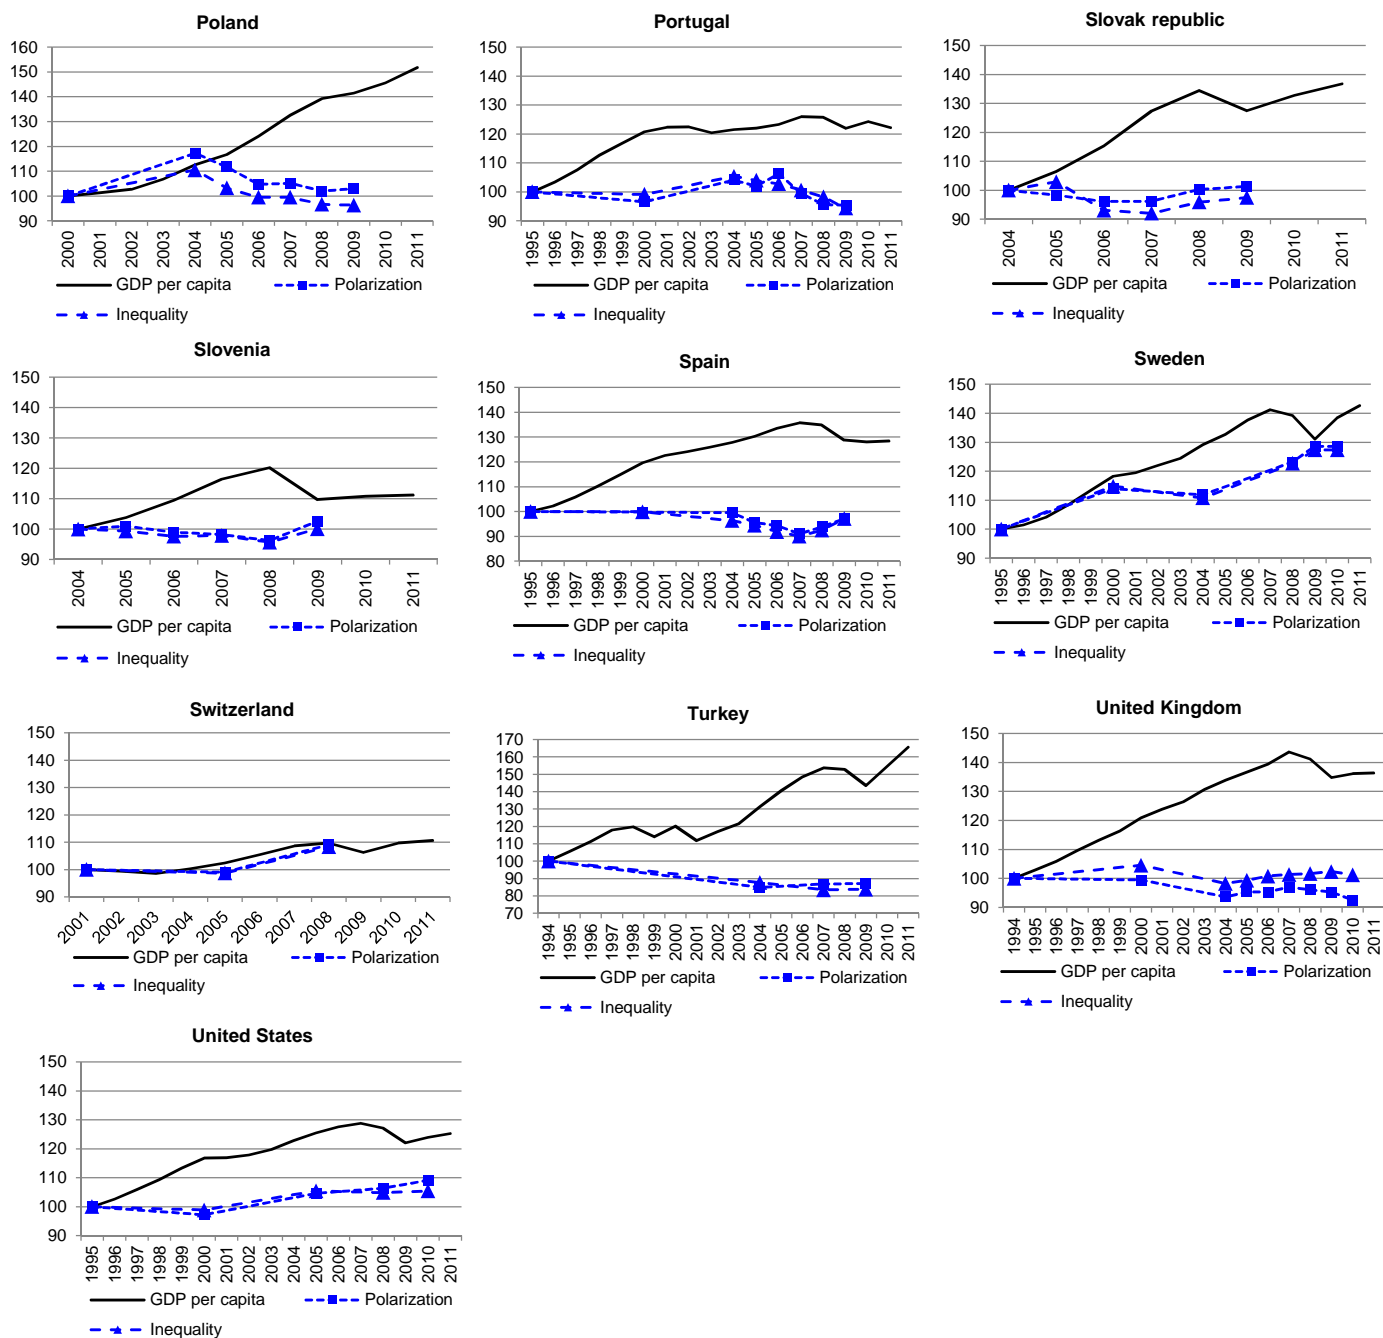 Poland
160
150
140
130
120
110
100
90
2000 2001 2002 2003 2004 2005 2006 2007 2008 2009 2010 2011
GDP per capita Polarization
Inequality
Portugal
150
140
130
120
110
100
90
1995 1996 1997 1998 1999 2000 2001 2002 2003 2004 2005 2006 2007 2008 2009 2010 2011
GDP per capita Polarization
Inequality
Slovak republic
150
140
130
120
110
100
90
2004 2005 2006 2007 2008 2009 2010 2011
GDP per capita Polarization
Inequality
Slovenia
150
140
130
120
110
100
90
2004 2005 2006 2007 2008 2009 2010 2011
GDP per capita Polarization
Inequality
Spain
150
140
130
120
110
100
90
80
1995 1996 1997 1998 1999 2000 2001 2002 2003 2004 2005 2006 2007 2008 2009 2010 2011
GDP per capita Polarization
Inequality
Sweden
150
140
130
120
110
100
90
1995 1996 1997 1998 1999 2000 2001 2002 2003 2004 2005 2006 2007 2008 2009 2010 2011
GDP per capita Polarization
Inequality
Switzerland
150
140
130
120
110
100
90
2001 2002 2003 2004 2005 2006 2007 2008 2009 2010 2011
GDP per capita Polarization
Inequality
Turkey
170
160
150
140
130
120
110
100
90
80
70
1994 1995 1996 1997 1998 1999 2000 2001 2002 2003 2004 2005 2006 2007 2008 2009 2010 2011
GDP per capita Polarization
Inequality
United Kingdom
150
140
130
120
110
100
90
1994 1995 1996 1997 1998 1999 2000 2001 2002 2003 2004 2005 2006 2007 2008 2009 2010 2011
GDP per capita Polarization
Inequality
United States
150
140
130
120
110
100
90
1995 1996 1997 1998 1999 2000 2001 2002 2003 2004 2005 2006 2007 2008 2009 2010 2011
GDP per capita Polarization
Inequality